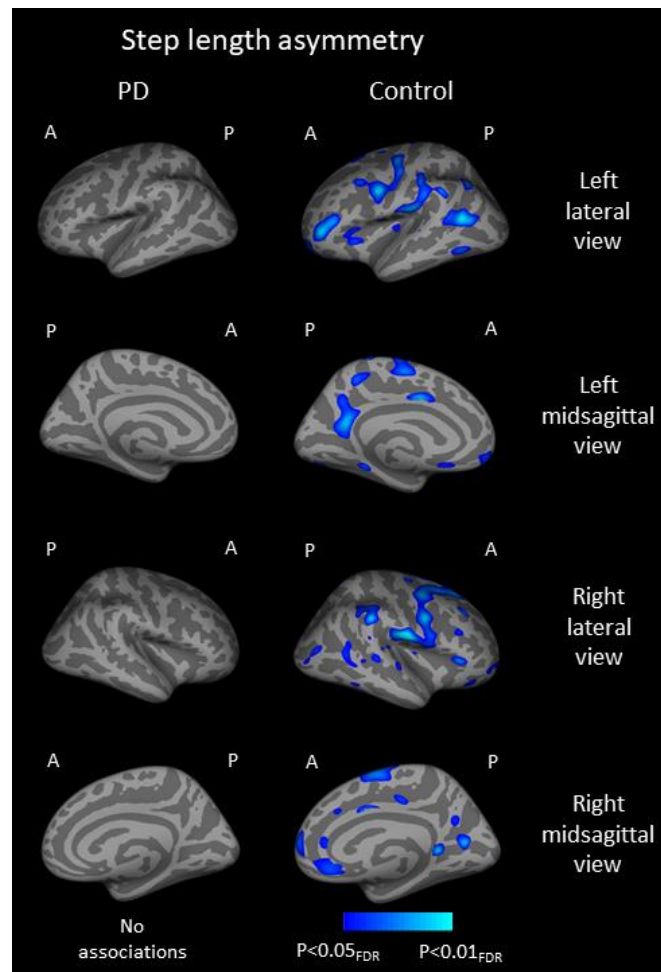 Step length asymmetry
PD Control
A P A P
Left
lateral
view
P A P A
Left
midsagittal
view
P A P A
Right
lateral
view
A P A P
Right
midsagittal
view
No
associations
P<0.05FDR P<0.01FDR